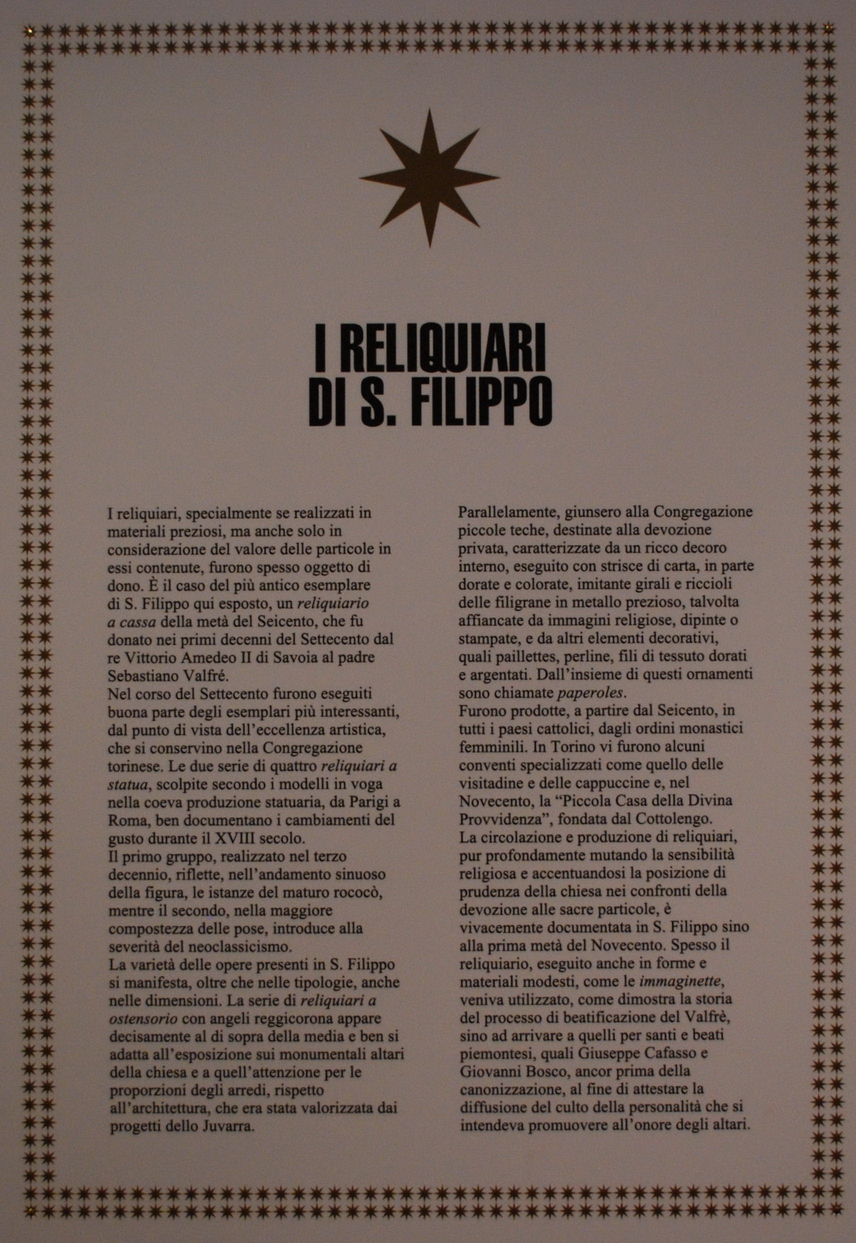 I RELIQUIARI
DI S. FILIPPO
I reliquiari, specialmente se realizzati in
materiali preziosi, ma anche solo in
considerazione del valore delle particole in
essi contenute, furono spesso oggetto di
dono. È il caso del più antico esemplare
di S. Filippo qui esposto, un reliquiario
a cassa della metà del Seicento, che fu
donato nei primi decenni del Settecento dal
re Vittorio Amedeo II di Savoia al padre
Sebastiano Valfré.
Nel corso del Settecento furono eseguiti
buona parte degli esemplari più interessanti,
dal punto di vista dell'eccellenza artistica,
che si conservino nella Congregazione
torinese. Le due serie di quattro reliquiari a
statua, scolpite secondo i modelli in voga
nella coeva produzione statuaria, da Parigi a
Roma, ben documentano i cambiamenti del
gusto durante il XVIII secolo.
Il primo gruppo, realizzato nel terzo
decennio, riflette, nell'andamento sinuoso
della figura, le istanze del maturo rococò,
mentre il secondo, nella maggiore
compostezza delle pose, introduce alla
severità del neoclassicismo.
La varietà delle opere presenti in S. Filippo
si manifesta, oltre che nelle tipologie, anche
nelle dimensioni. La serie di reliquiari a
ostensorio con angeli reggicorona appare
decisamente al di sopra della media e ben si
adatta all'esposizione sui monumentali altari
della chiesa e a quell'attenzione per le
proporzioni degli arredi, rispetto
all'architettura, che era stata valorizzata dai
progetti dello Juvarra.
Parallelamente, giunsero alla Congregazione
piccole teche, destinate alla devozione
privata, caratterizzate da un ricco decoro
interno, eseguito con strisce di carta, in parte
dorate e colorate, imitante girali e riccioli
delle filigrane in metallo prezioso, talvolta
affiancate da immagini religiose, dipinte o
stampate, e da altri elementi decorativi,
quali paillettes, perline, fili di tessuto dorati
e argentati. Dall'insieme di questi ornamenti
sono chiamate paperoles.
Furono prodotte, a partire dal Seicento, in
tutti i paesi cattolici, dagli ordini monastici
femminili. In Torino vi furono alcuni
conventi specializzati come quello delle
visitadine e delle cappuccine e, nel
Novecento, la "Piccola Casa della Divina
Provvidenza", fondata dal Cottolengo.
La circolazione e produzione di reliquiari,
pur profondamente mutando la sensibilità
religiosa e accentuandosi la posizione di
prudenza della chiesa nei confronti della
devozione alle sacre particole, è
vivacemente documentata in S. Filippo sino
alla prima metà del Novecento. Spesso il
reliquiario, eseguito anche in forme e
materiali modesti, come le immaginette,
veniva utilizzato, come dimostra la storia
del processo di beatificazione del Valfrè,
sino ad arrivare a quelli per santi e beati
piemontesi, quali Giuseppe Cafasso e
Giovanni Bosco, ancor prima della
canonizzazione, al fine di attestare la
diffusione del culto della personalità che si
intendeva promuovere all'onore degli altari.